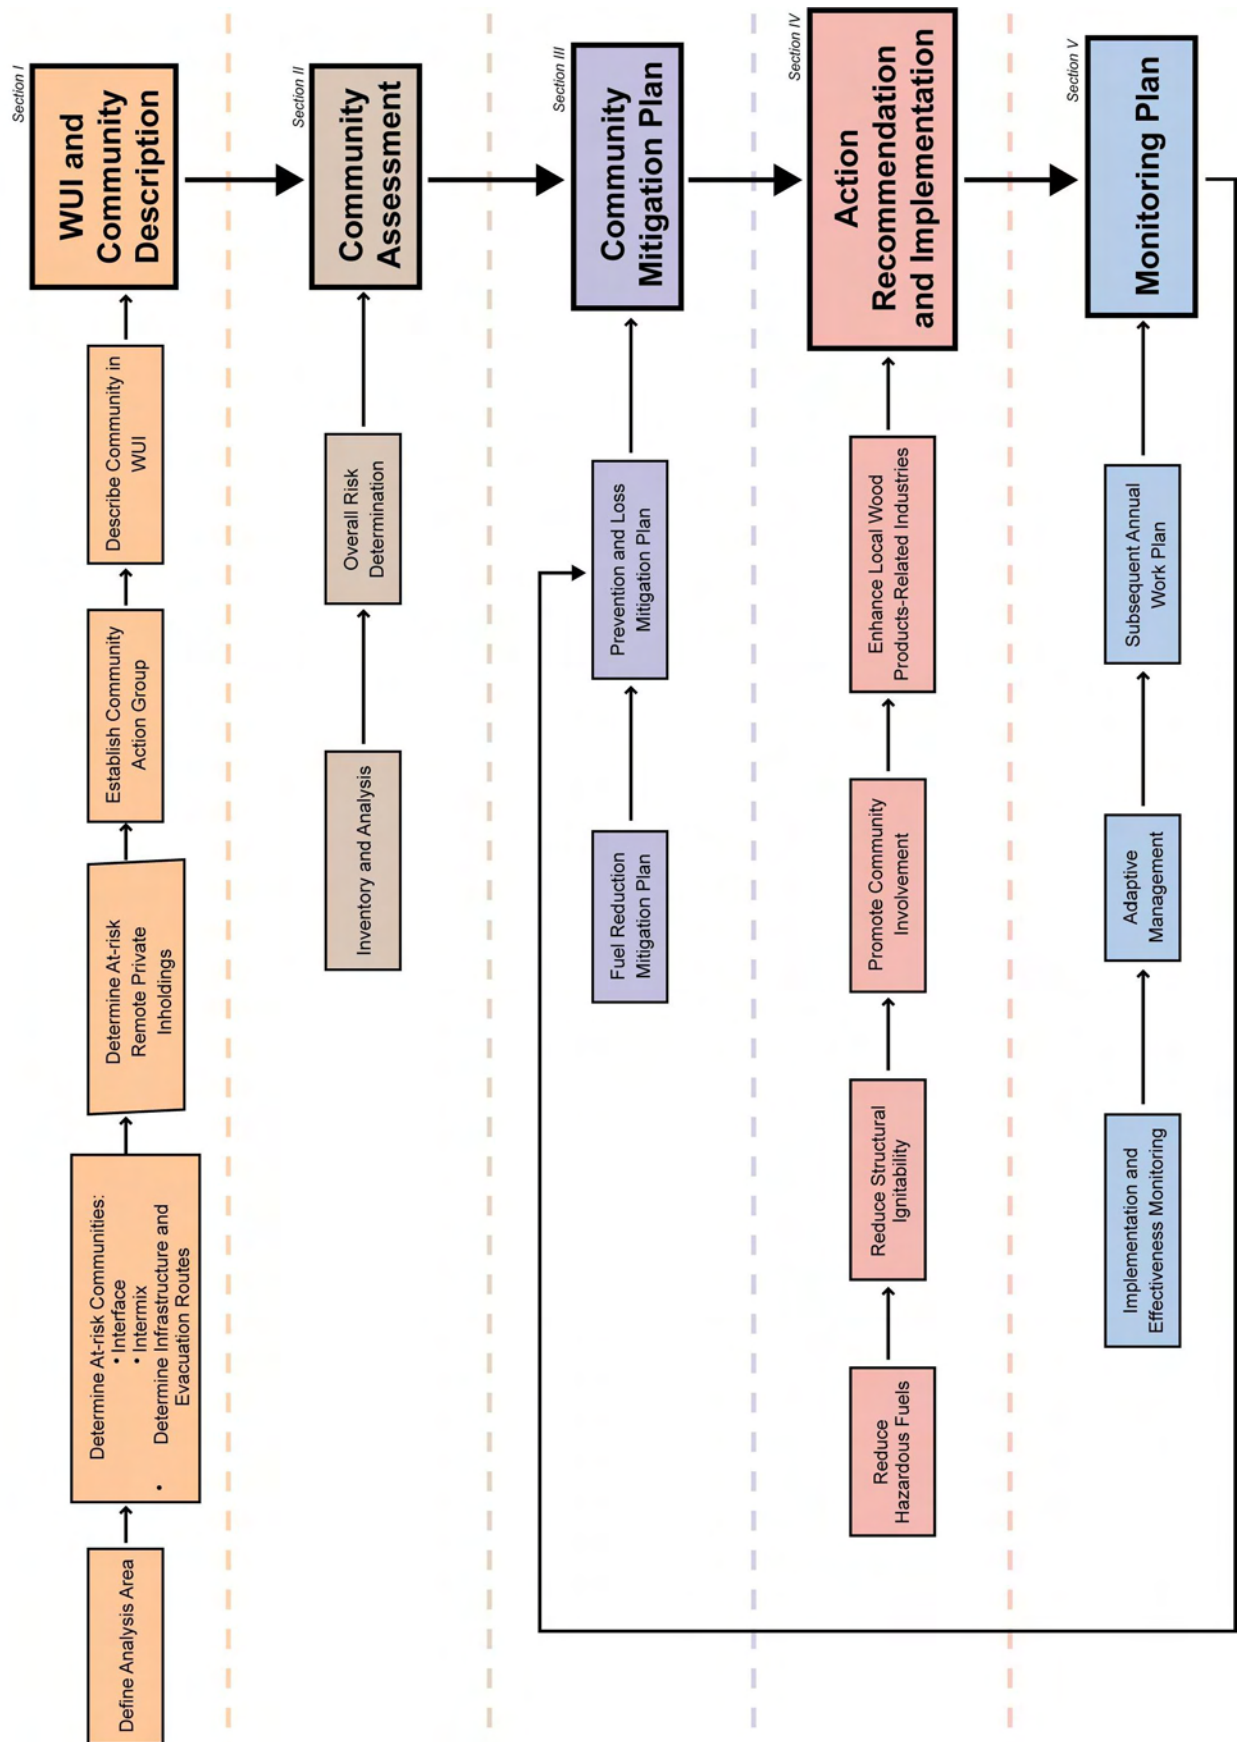 Section I
WUI and
Community
Description
Describe Community in
WUI
Establish Community
Action Group
Determine At-risk
Remote Private
Inholdings
Determine At-risk Communities:
• Interface
• Intermix
• Determine Infrastructure and
Evacuation Routes
Define Analysis Area
Section II
Community
Assessment
Overall Risk
Determination
Inventory and Analysis
Section III
Community
Mitigation Plan
Prevention and Loss
Mitigation Plan
Fuel Reduction
Mitigation Plan
Section IV
Action
Recommendation
and Implementation
Enhance Local Wood
Products-Related Industries
Promote Community
Involvement
Reduce Structural
Ignitability
Reduce
Hazardous Fuels
Section V
Monitoring Plan
Subsequent Annual
Work Plan
Adaptive
Management
Implementation and
Effectiveness Monitoring